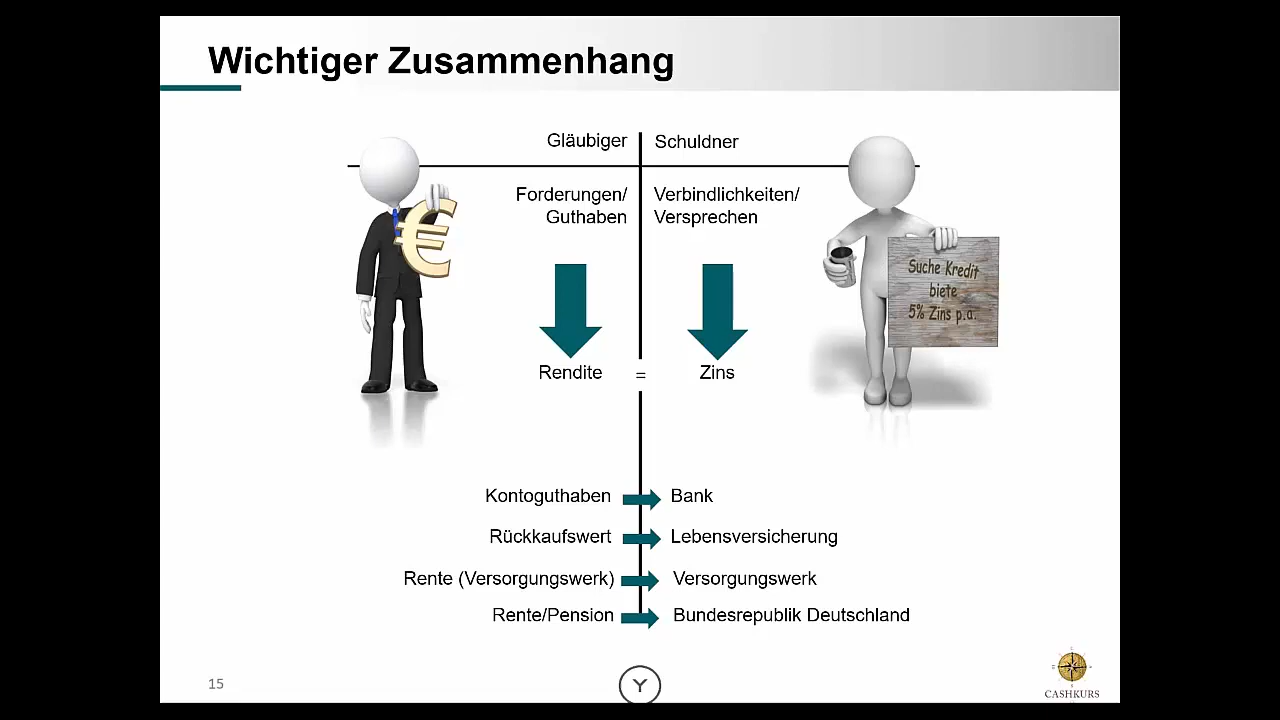 Wichtiger Zusammenhang
Gläubiger Schuldner
Forderungen/ Verbindlichkeiten/
Guthaben Versprechen
€
Suche Kredit
biete
5% Zins p.a.
Rendite = Zins
Kontoguthaben Bank
Rückkaufswert Lebensversicherung
Rente (Versorgungswerk) Versorgungswerk
Rente/Pension Bundesrepublik Deutschland
15
Y
CASHKURS